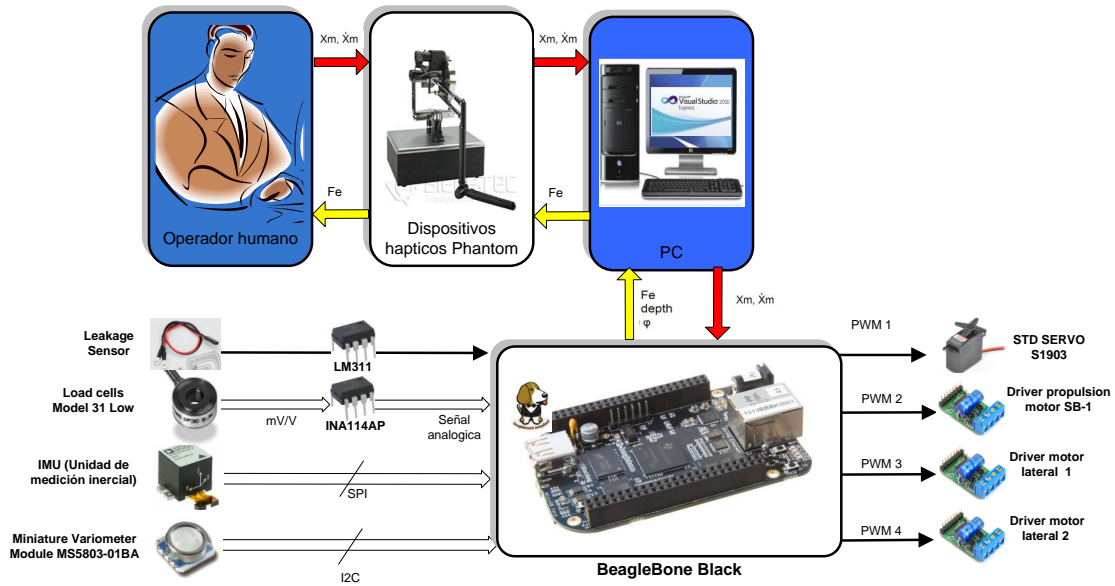 Xm, Ẋm
Xm, Ẋm
Microsoft
Visual Studio 2010
Express
Fe
Fe
Operador humano
Dispositivos
hapticos Phantom
PC
Fe
depth
φ
Xm, Ẋm
Leakage
Sensor
LM311
PWM 1
STD SERVO
S1903
Load cells
Model 31 Low
mV/V
INA114AP
Señal
analogica
PWM 2
Driver propulsion
motor SB-1
IMU (Unidad de
medición inercial)
SPI
PWM 3
Driver motor
lateral 1
Miniature Variometer
Module MS5803-01BA
I2C
PWM 4
Driver motor
lateral 2
BeagleBone Black